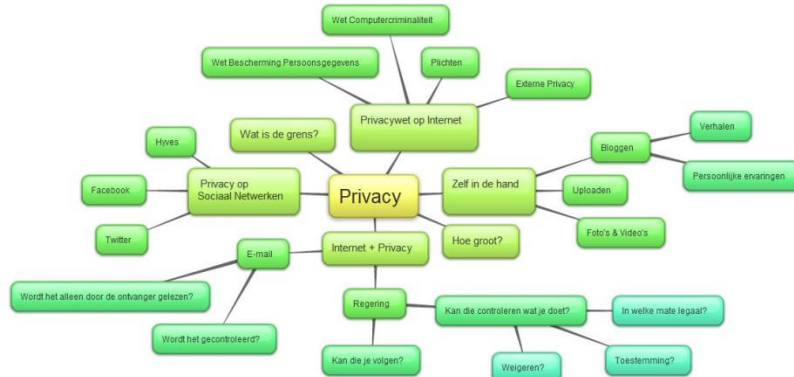 Wet Computercriminaliteit
Wet Bescherming Persoonsgegevens
Plichten
Externe Privacy
Privacywet op Internet
Wat is de grens?
Hyves
Facebook
Twitter
Privacy op
Sociaal Netwerken
Privacy
Zelf in de hand
Bloggen
Verhalen
Persoonlijke ervaringen
Uploaden
Foto's & Video's
Hoe groot?
Internet + Privacy
E-mail
Wordt het alleen door de ontvanger gelezen?
Wordt het gecontroleerd?
Regering
Kan die je volgen?
Kan die controleren wat je doet?
In welke mate legaal?
Toestemming?
Weigeren?